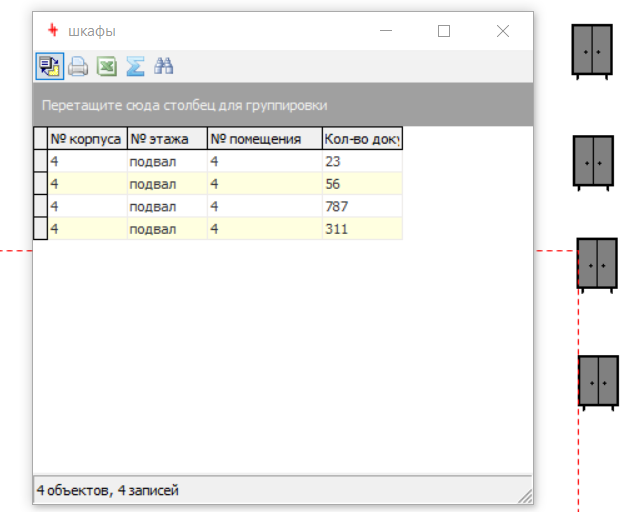 шкафы
Перетащите сюда столбец для группировки
№ корпуса № этажа № помещения Кол-во доку
4 подвал 4 23
4 подвал 4 56
4 подвал 4 787
4 подвал 4 311
4 объектов, 4 записей